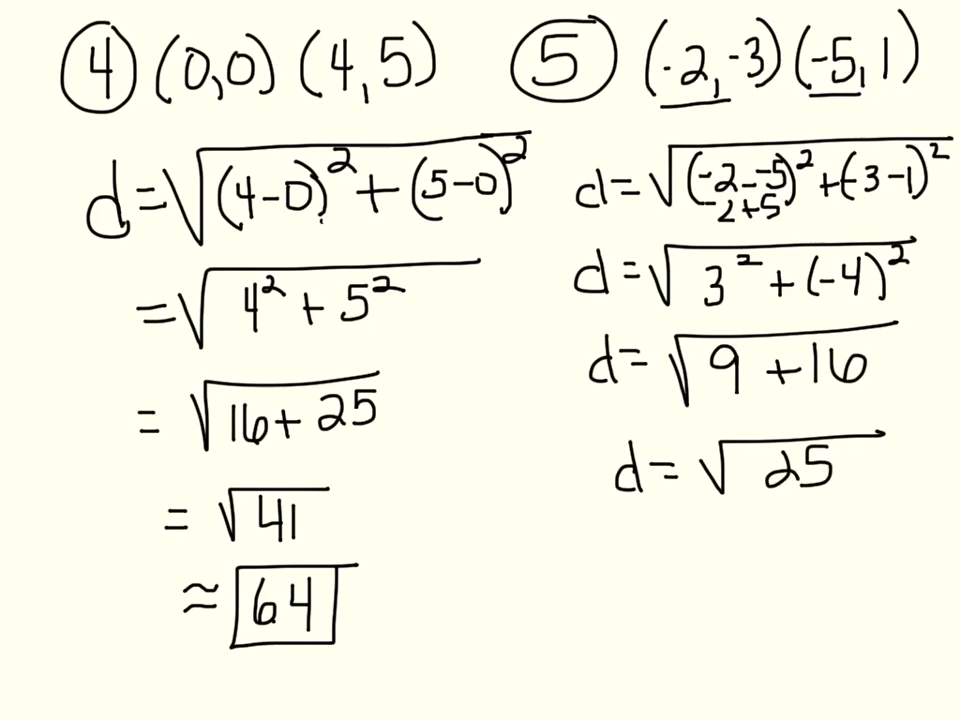 ④ (0,0) (4,5)
d=√((4-0)² + (5-0)²)
=√(4² + 5²)
= √(16 + 25)
= √41
≈ 64
⑤ (-2,-3) (-5,1)
d=√((-2--5)² + (-3-1)²)
-2+5
d=√(3² + (-4)²)
d=√(9 + 16)
d=√25